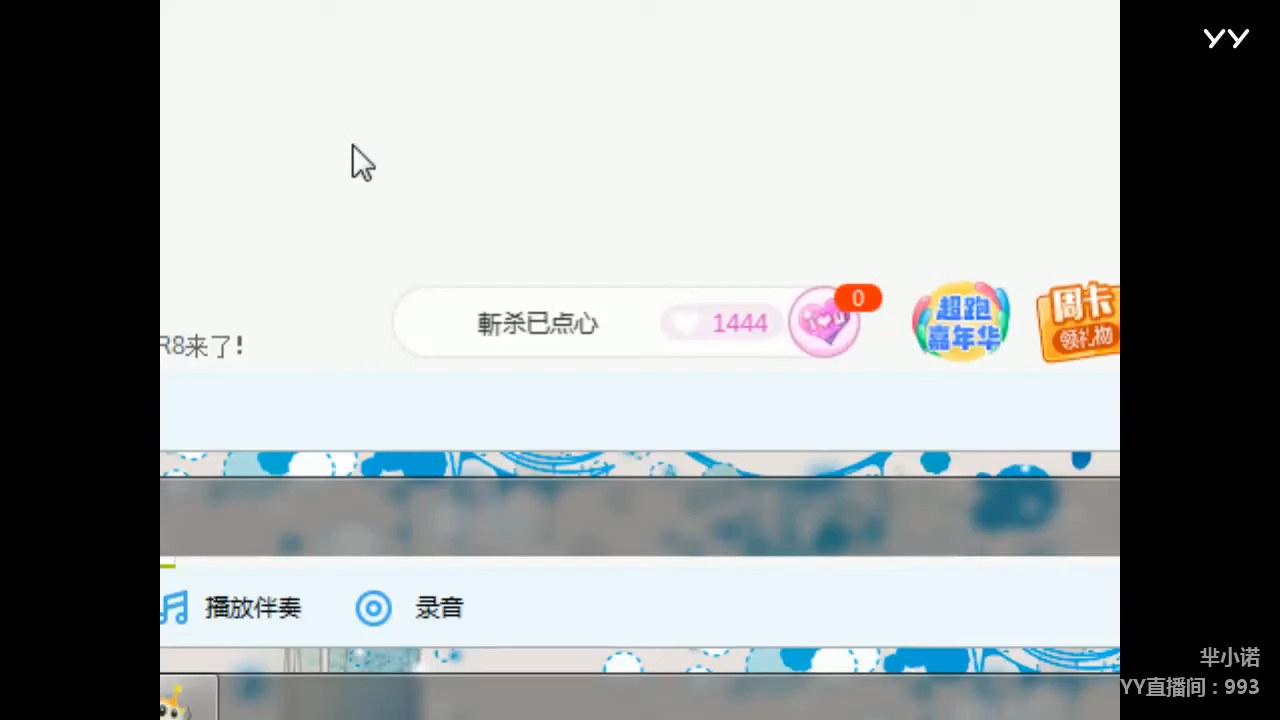 YY
0
超跑
嘉年华
周卡
领礼物
斬杀已点心
1444
R8来了!
播放伴奏
录音
芈小诺
YY直播间：993